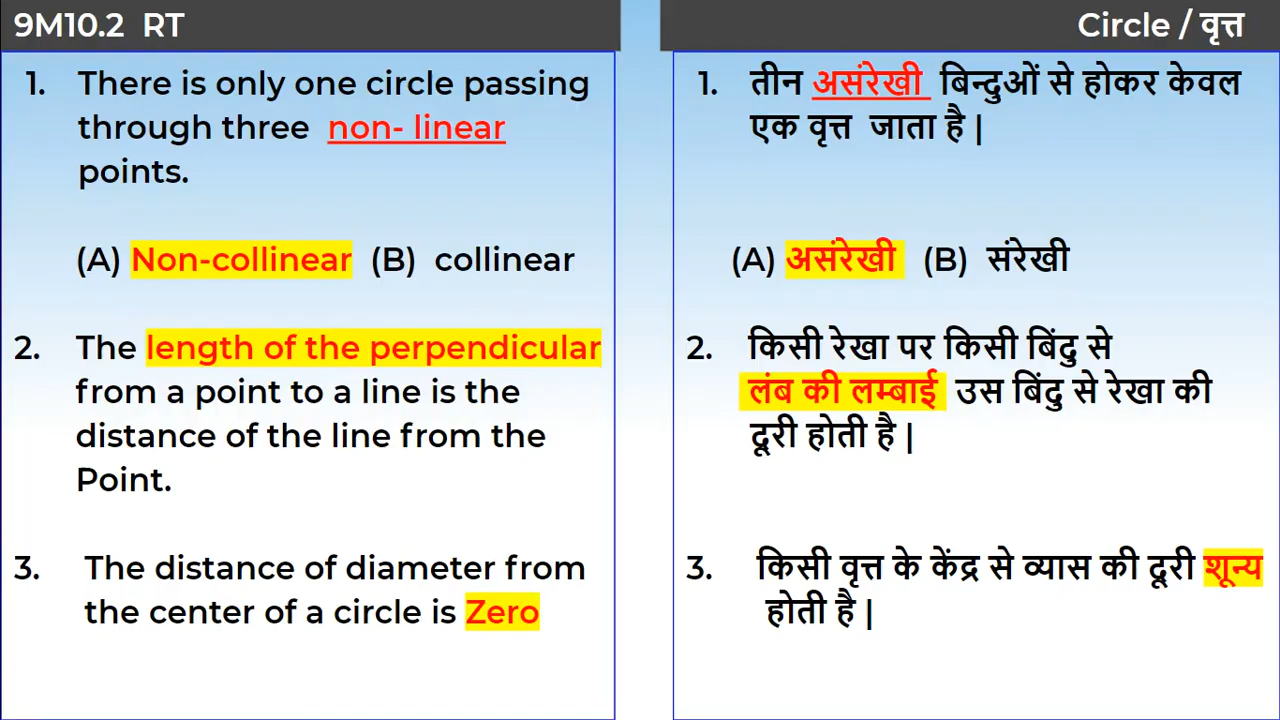 9M10.2 RT
1. There is only one circle passing
through three non- linear
points.
(A) Non-collinear (B) collinear
2. The length of the perpendicular
from a point to a line is the
distance of the line from the
Point.
3. The distance of diameter from
the center of a circle is Zero
Circle / वृत्त
1. तीन असंरेखी बिन्दुओं से होकर केवल
एक वृत्त जाता है |
(A) असंरेखी (B) संरेखी
2. किसी रेखा पर किसी बिंदु से
लंब की लम्बाई उस बिंदु से रेखा की
दूरी होती है |
3. किसी वृत्त के केंद्र से व्यास की दूरी शून्य
होती है |